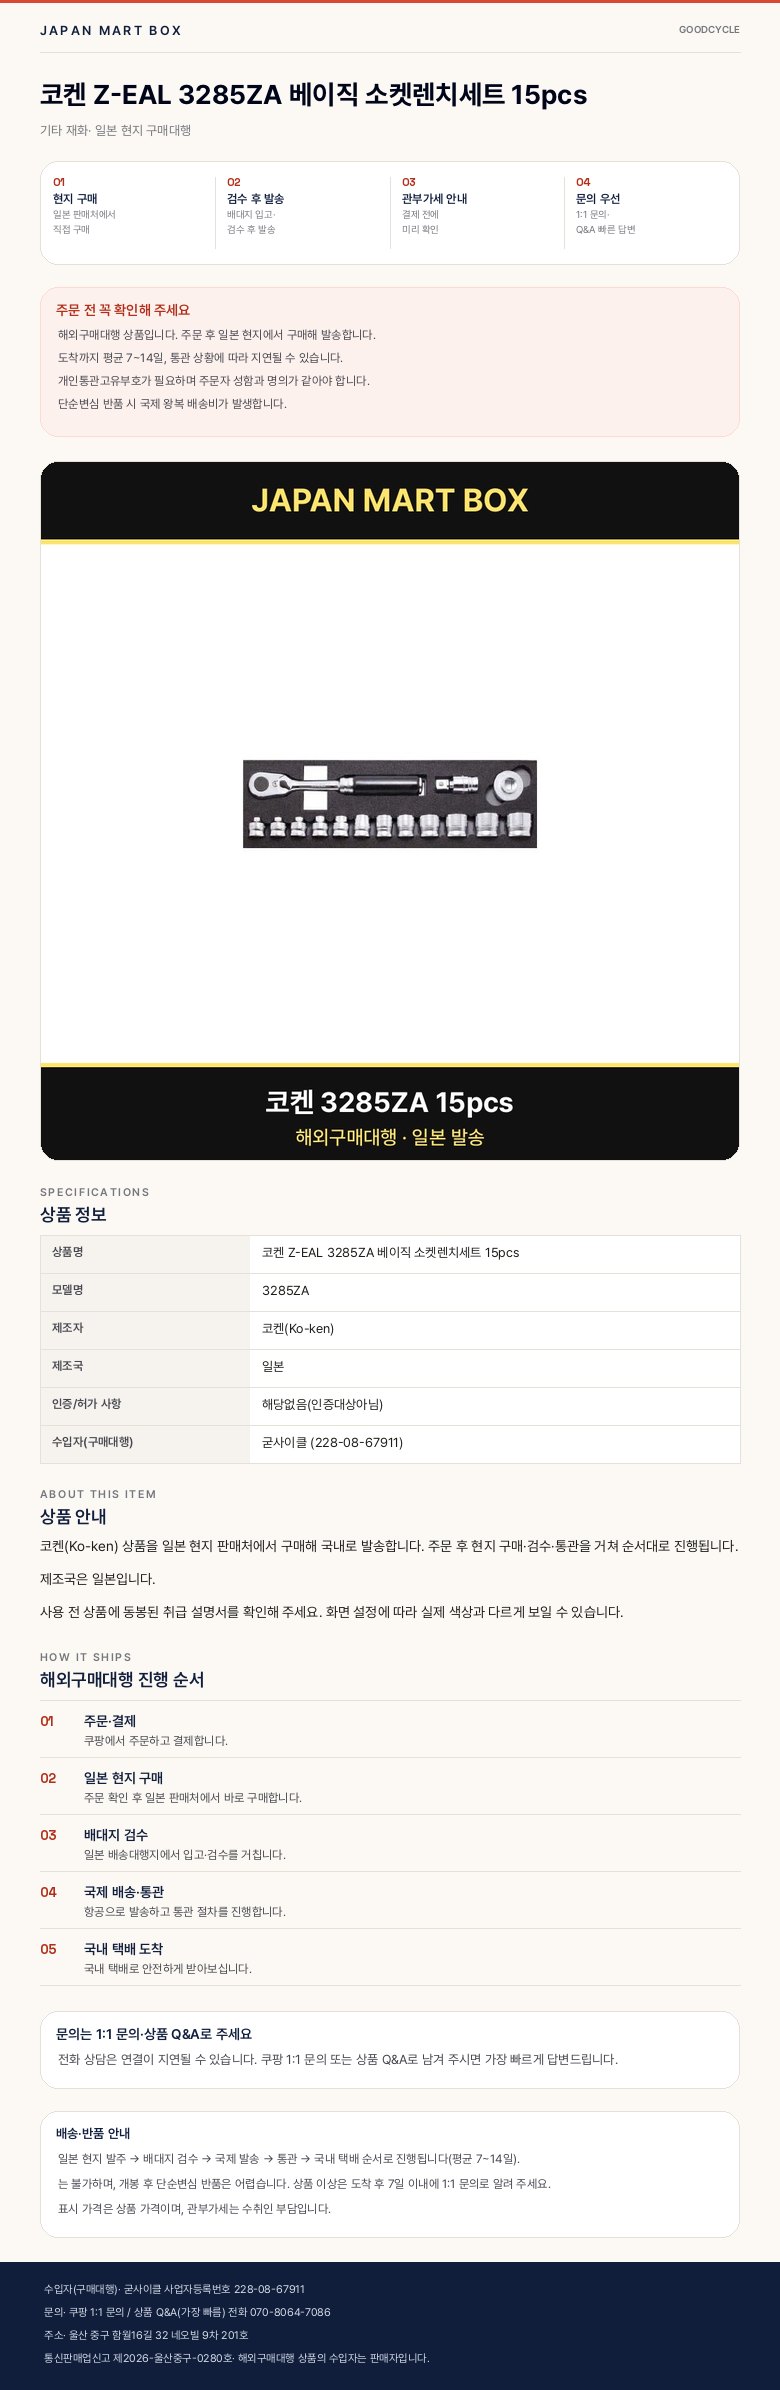 JAPAN MART BOX
GOODCYCLE
코켄 Z-EAL 3285ZA 베이직 소켓렌치세트 15pcs
기타 재화· 일본 현지 구매대행
01
현지 구매
일본 판매처에서
직접 구매
02
검수 후 발송
배대지 입고·
검수 후 발송
03
관부가세 안내
결제 전에
미리 확인
04
문의 우선
1:1 문의·
Q&A 빠른 답변
주문 전 꼭 확인해 주세요
해외구매대행 상품입니다. 주문 후 일본 현지에서 구매해 발송합니다.
도착까지 평균 7~14일, 통관 상황에 따라 지연될 수 있습니다.
개인통관고유부호가 필요하며 주문자 성함과 명의가 같아야 합니다.
단순변심 반품 시 국제 왕복 배송비가 발생합니다.
JAPAN MART BOX
코켄 3285ZA 15pcs
해외구매대행 · 일본 발송
SPECIFICATIONS
상품 정보
상품명 코켄 Z-EAL 3285ZA 베이직 소켓렌치세트 15pcs
모델명 3285ZA
제조자 코켄(Ko-ken)
제조국 일본
인증/허가 사항 해당없음(인증대상아님)
수입자(구매대행) 굳사이클 (228-08-67911)
ABOUT THIS ITEM
상품 안내
코켄(Ko-ken) 상품을 일본 현지 판매처에서 구매해 국내로 발송합니다. 주문 후 현지 구매·검수·통관을 거쳐 순서대로 진행됩니다.
제조국은 일본입니다.
사용 전 상품에 동봉된 취급 설명서를 확인해 주세요. 화면 설정에 따라 실제 색상과 다르게 보일 수 있습니다.
HOW IT SHIPS
해외구매대행 진행 순서
01 주문·결제
쿠팡에서 주문하고 결제합니다.
02 일본 현지 구매
주문 확인 후 일본 판매처에서 바로 구매합니다.
03 배대지 검수
일본 배송대행지에서 입고·검수를 거칩니다.
04 국제 배송·통관
항공으로 발송하고 통관 절차를 진행합니다.
05 국내 택배 도착
국내 택배로 안전하게 받아보십니다.
문의는 1:1 문의·상품 Q&A로 주세요
전화 상담은 연결이 지연될 수 있습니다. 쿠팡 1:1 문의 또는 상품 Q&A로 남겨 주시면 가장 빠르게 답변드립니다.
배송·반품 안내
일본 현지 발주 → 배대지 검수 → 국제 발송 → 통관 → 국내 택배 순서로 진행됩니다(평균 7~14일).
는 불가하며, 개봉 후 단순변심 반품은 어렵습니다. 상품 이상은 도착 후 7일 이내에 1:1 문의로 알려 주세요.
표시 가격은 상품 가격이며, 관부가세는 수취인 부담입니다.
수입자(구매대행)· 굳사이클 사업자등록번호 228-08-67911
문의· 쿠팡 1:1 문의 / 상품 Q&A(가장 빠름) 전화 070-8064-7086
주소· 울산 중구 함월16길 32 네오빌 9차 201호
통신판매업신고 제2026-울산중구-0280호· 해외구매대행 상품의 수입자는 판매자입니다.